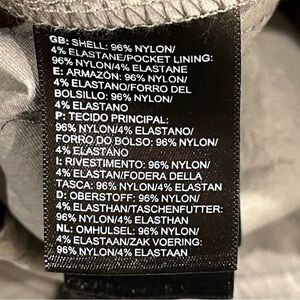 GB: SHELL: 96% NYLON/
4% ELASTANE/POCKET LINING:
96% NYLON/4% ELASTANE
E: ARMAZÓN: 96% NYLON/
4% ELASTANO/FORRO DEL
BOLSILLO: 96% NYLON/
4% ELASTANO
P: TECIDO PRINCIPAL:
96% NYLON/4% ELASTANO/
FORRO DO BOLSO: 96% NYLON/
4% ELASTANO
I: RIVESTIMENTO: 96% NYLON/
4% ELASTAN/FODERA DELLA
TASCA: 96% NYLON/4% ELASTAN
D: OBERSTOFF: 96% NYLON/
4% ELASTHAN/TASCHENFUTTER:
96% NYLON/4% ELASTHAN
NL: OMHULSEL: 96% NYLON/
4% ELASTAAN/ZAK VOERING:
96% NYLON/4% ELASTAAN